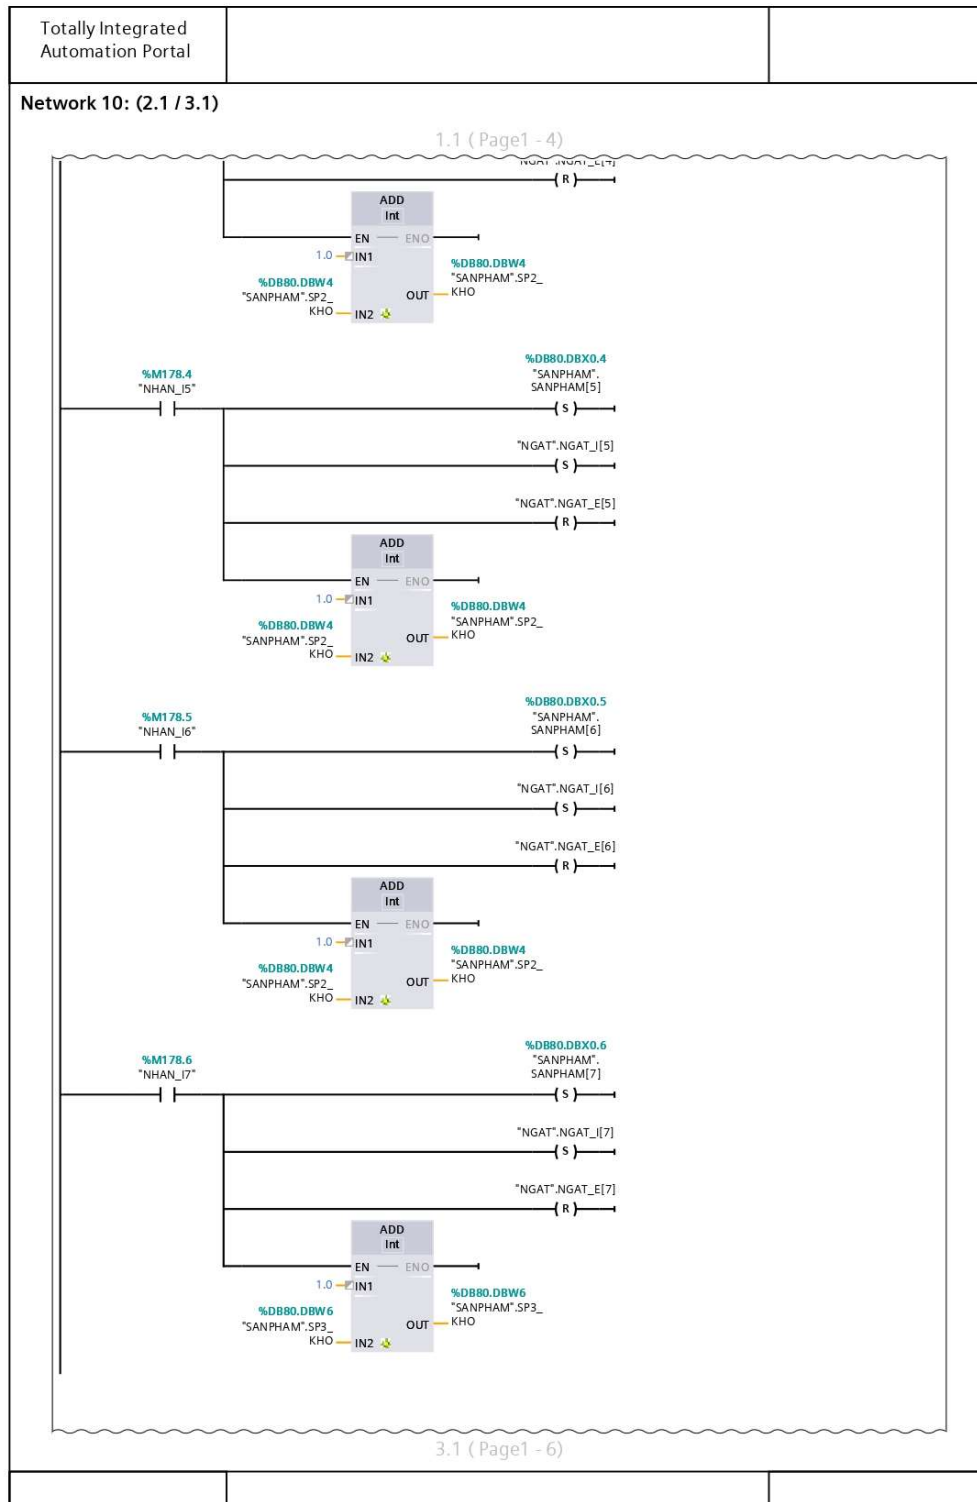 Totally Integrated
Automation Portal
Network 10: (2.1 / 3.1)
1.1 ( Page1 - 4)
"NGAT".NGAT_E[4]
( R )
ADD
Int
EN
ENO
1.0
IN1
%DB80.DBW4
"SANPHAM".SP2_
KHO
IN2
OUT
%DB80.DBW4
"SANPHAM".SP2_
KHO
%M178.4
"NHAN_I5"
%DB80.DBX0.4
"SANPHAM".
SANPHAM[5]
( S )
"NGAT".NGAT_I[5]
( S )
"NGAT".NGAT_E[5]
( R )
ADD
Int
EN
ENO
1.0
IN1
%DB80.DBW4
"SANPHAM".SP2_
KHO
IN2
OUT
%DB80.DBW4
"SANPHAM".SP2_
KHO
%M178.5
"NHAN_I6"
%DB80.DBX0.5
"SANPHAM".
SANPHAM[6]
( S )
"NGAT".NGAT_I[6]
( S )
"NGAT".NGAT_E[6]
( R )
ADD
Int
EN
ENO
1.0
IN1
%DB80.DBW4
"SANPHAM".SP2_
KHO
IN2
OUT
%DB80.DBW4
"SANPHAM".SP2_
KHO
%M178.6
"NHAN_I7"
%DB80.DBX0.6
"SANPHAM".
SANPHAM[7]
( S )
"NGAT".NGAT_I[7]
( S )
"NGAT".NGAT_E[7]
( R )
ADD
Int
EN
ENO
1.0
IN1
%DB80.DBW6
"SANPHAM".SP3_
KHO
IN2
OUT
%DB80.DBW6
"SANPHAM".SP3_
KHO
3.1 ( Page1 - 6)